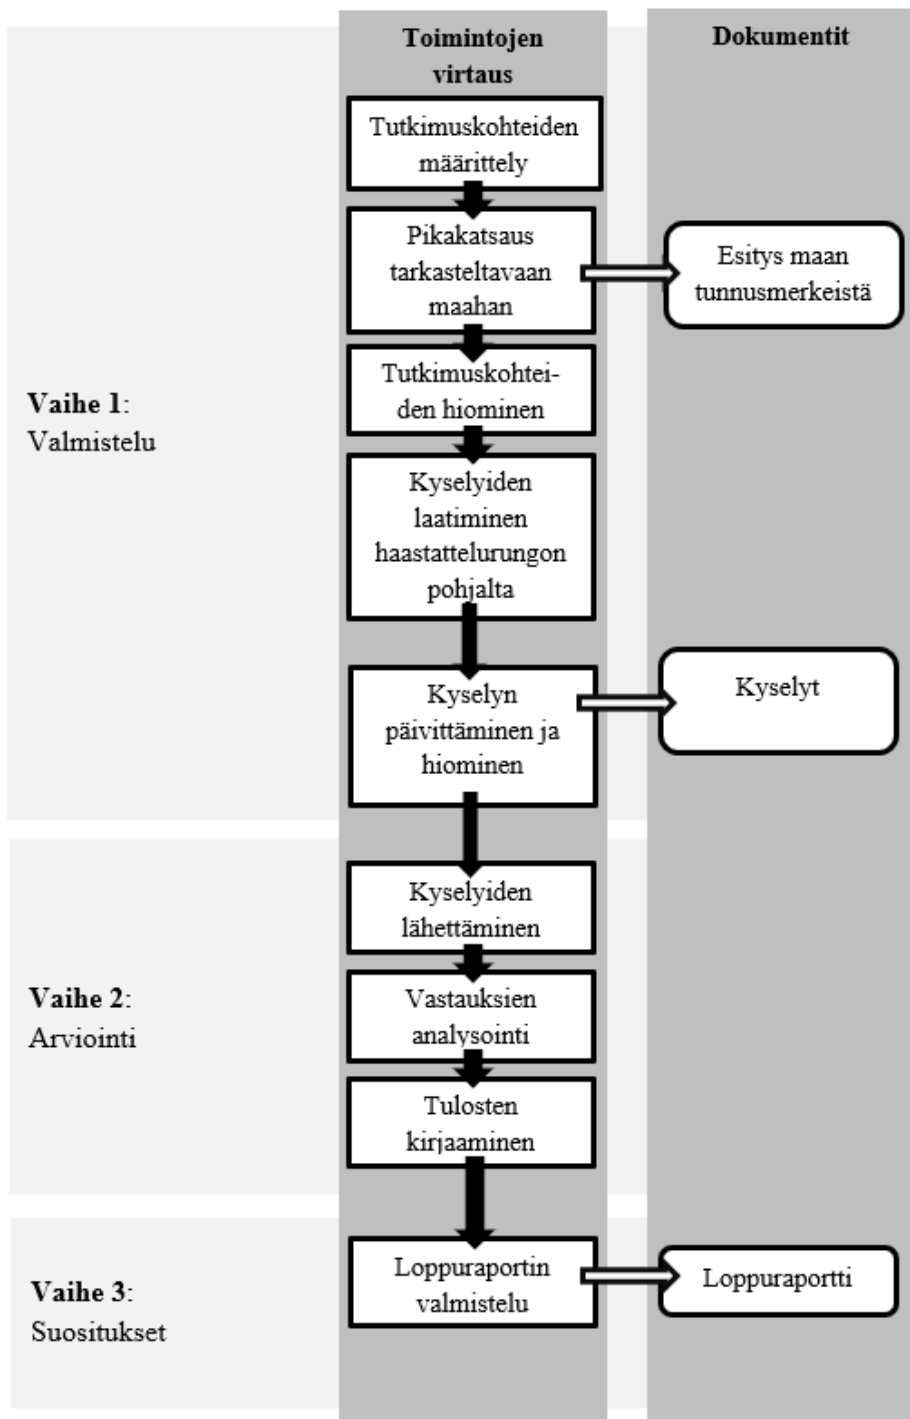 Toimintojen
virtaus
Dokumentit
Tutkimuskohteiden
määrittely
Pikakatsaus
tarkasteltavaan
maahan
Esitys maan
tunnusmerkeistä
Vaihe 1:
Valmistelu
Tutkimuskohtei-
den hiominen
Kyselyiden
laatiminen
haastattelurungon
pohjalta
Kyselyn
päivittäminen ja
hiominen
Kyselyt
Vaihe 2:
Arviointi
Kyselyiden
lähettäminen
Vastauksien
analysointi
Tulosten
kirjaaminen
Vaihe 3:
Suositukset
Loppuraportin
valmistelu
Loppuraportti